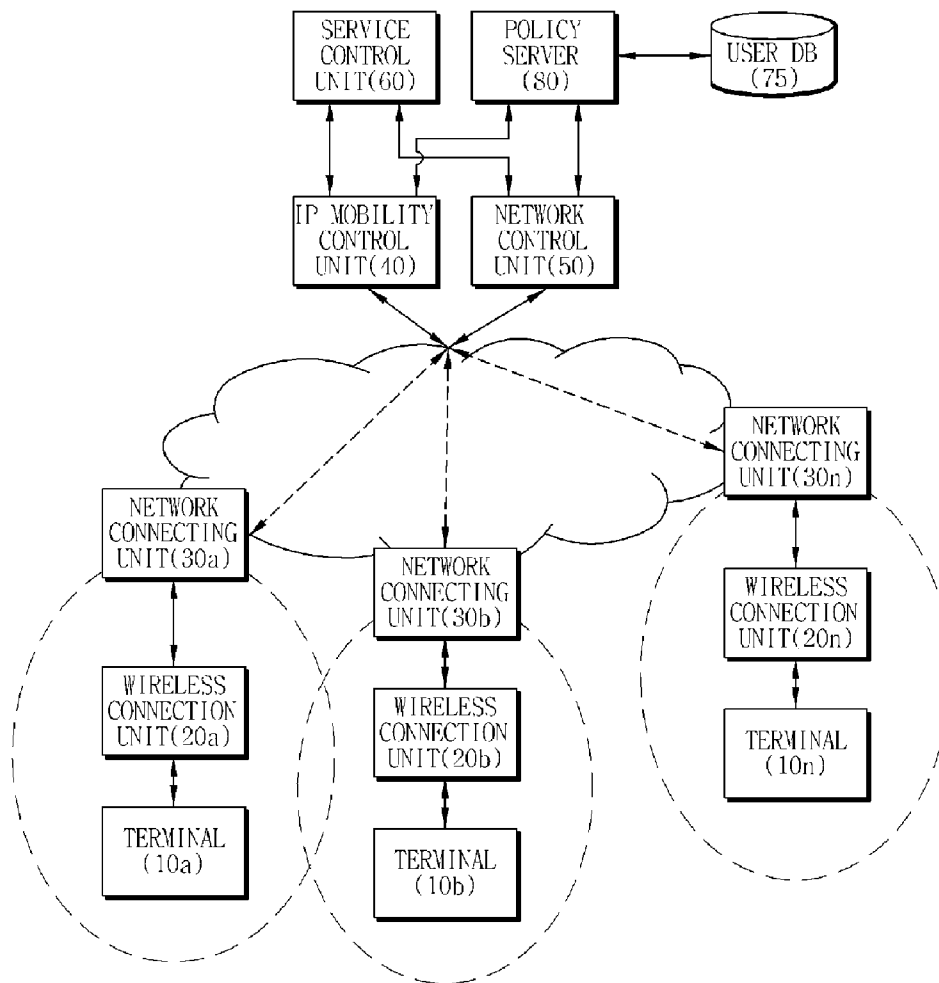 SERVICE
CONTROL
UNIT(60)
POLICY
SERVER
(80)
USER DB
(75)
IP MOBILITY
CONTROL
UNIT(40)
NETWORK
CONTROL
UNIT(50)
NETWORK
CONNECTING
UNIT(30n)
NETWORK
CONNECTING
UNIT(30a)
NETWORK
CONNECTING
UNIT(30b)
WIRELESS
CONNECTION
UNIT(20n)
WIRELESS
CONNECTION
UNIT(20a)
WIRELESS
CONNECTION
UNIT(20b)
TERMINAL
(10n)
TERMINAL
(10a)
TERMINAL
(10b)